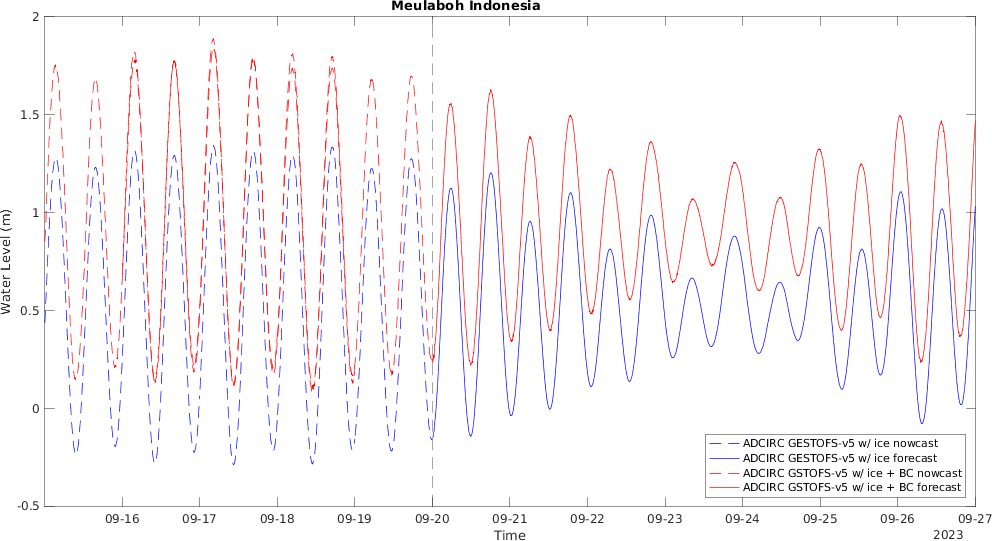 Meulaboh Indonesia
2
1.5
1
0.5
0
-0.5
Water Level (m)
ADCIRC GESTOFS-v5 w/ ice nowcast
ADCIRC GESTOFS-v5 w/ ice forecast
ADCIRC GSTOFS-v5 w/ ice + BC nowcast
ADCIRC GSTOFS-v5 w/ ice + BC forecast
09-16 09-17 09-18 09-19 09-20 09-21 09-22 09-23 09-24 09-25 09-26 09-27
Time
2023